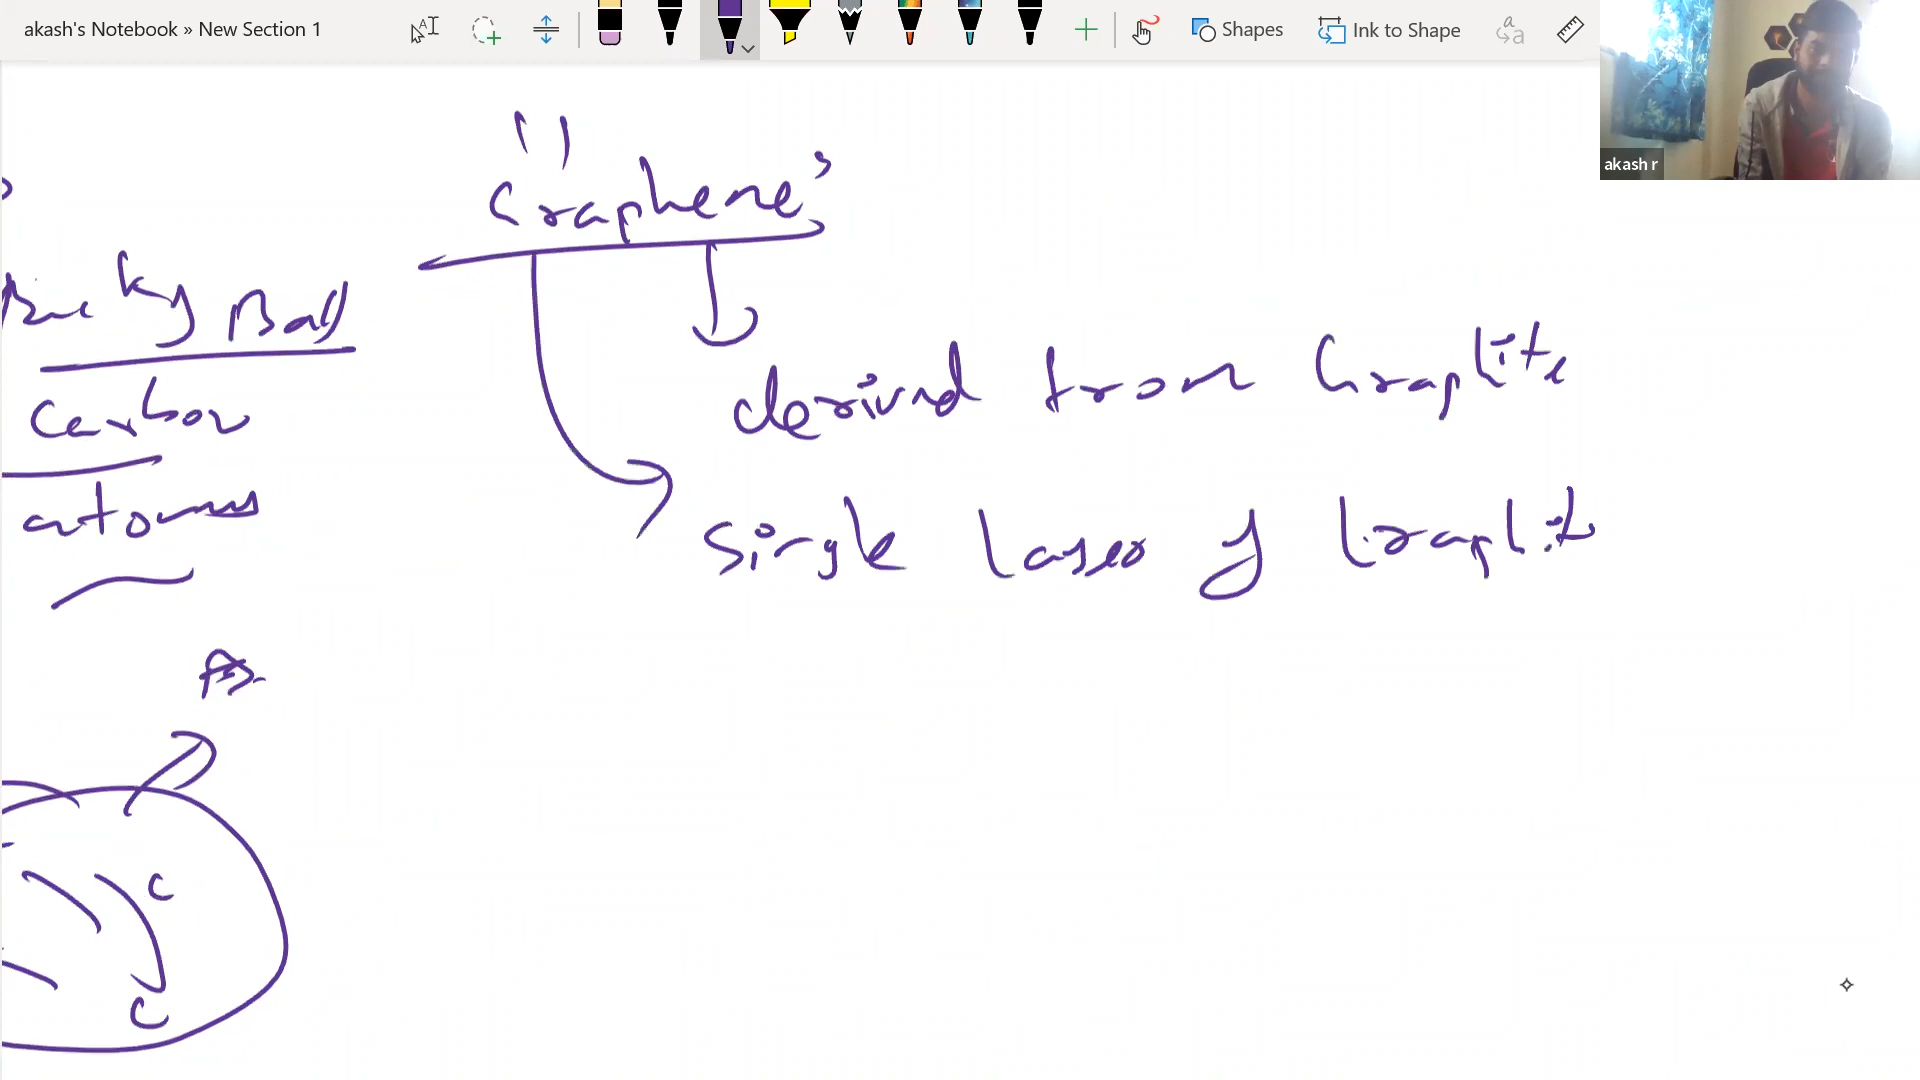 akash's Notebook » New Section 1
Shapes
Ink to Shape
akash r
"Graphene"
Bucky Ball
Carbon
atoms
derived from Graphite
Single layer of Graphite
C
C